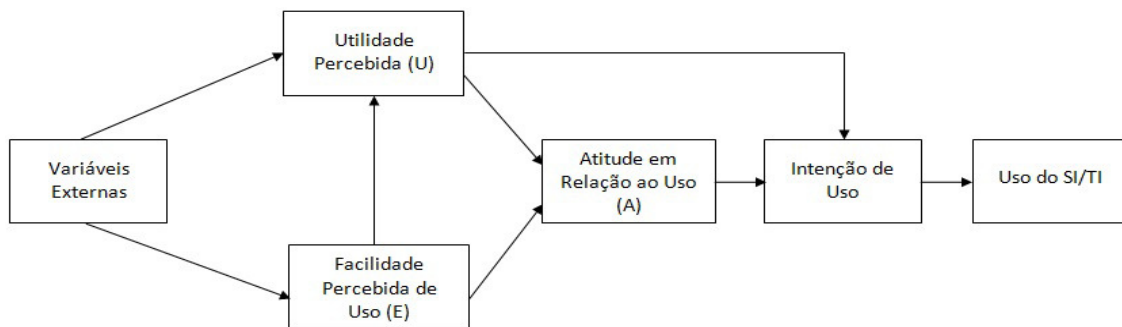 Utilidade
Percebida (U)
Variáveis
Externas
Facilidade
Percebida de
Uso (E)
Atitude em
Relação ao Uso
(A)
Intenção de
Uso
Uso do SI/TI